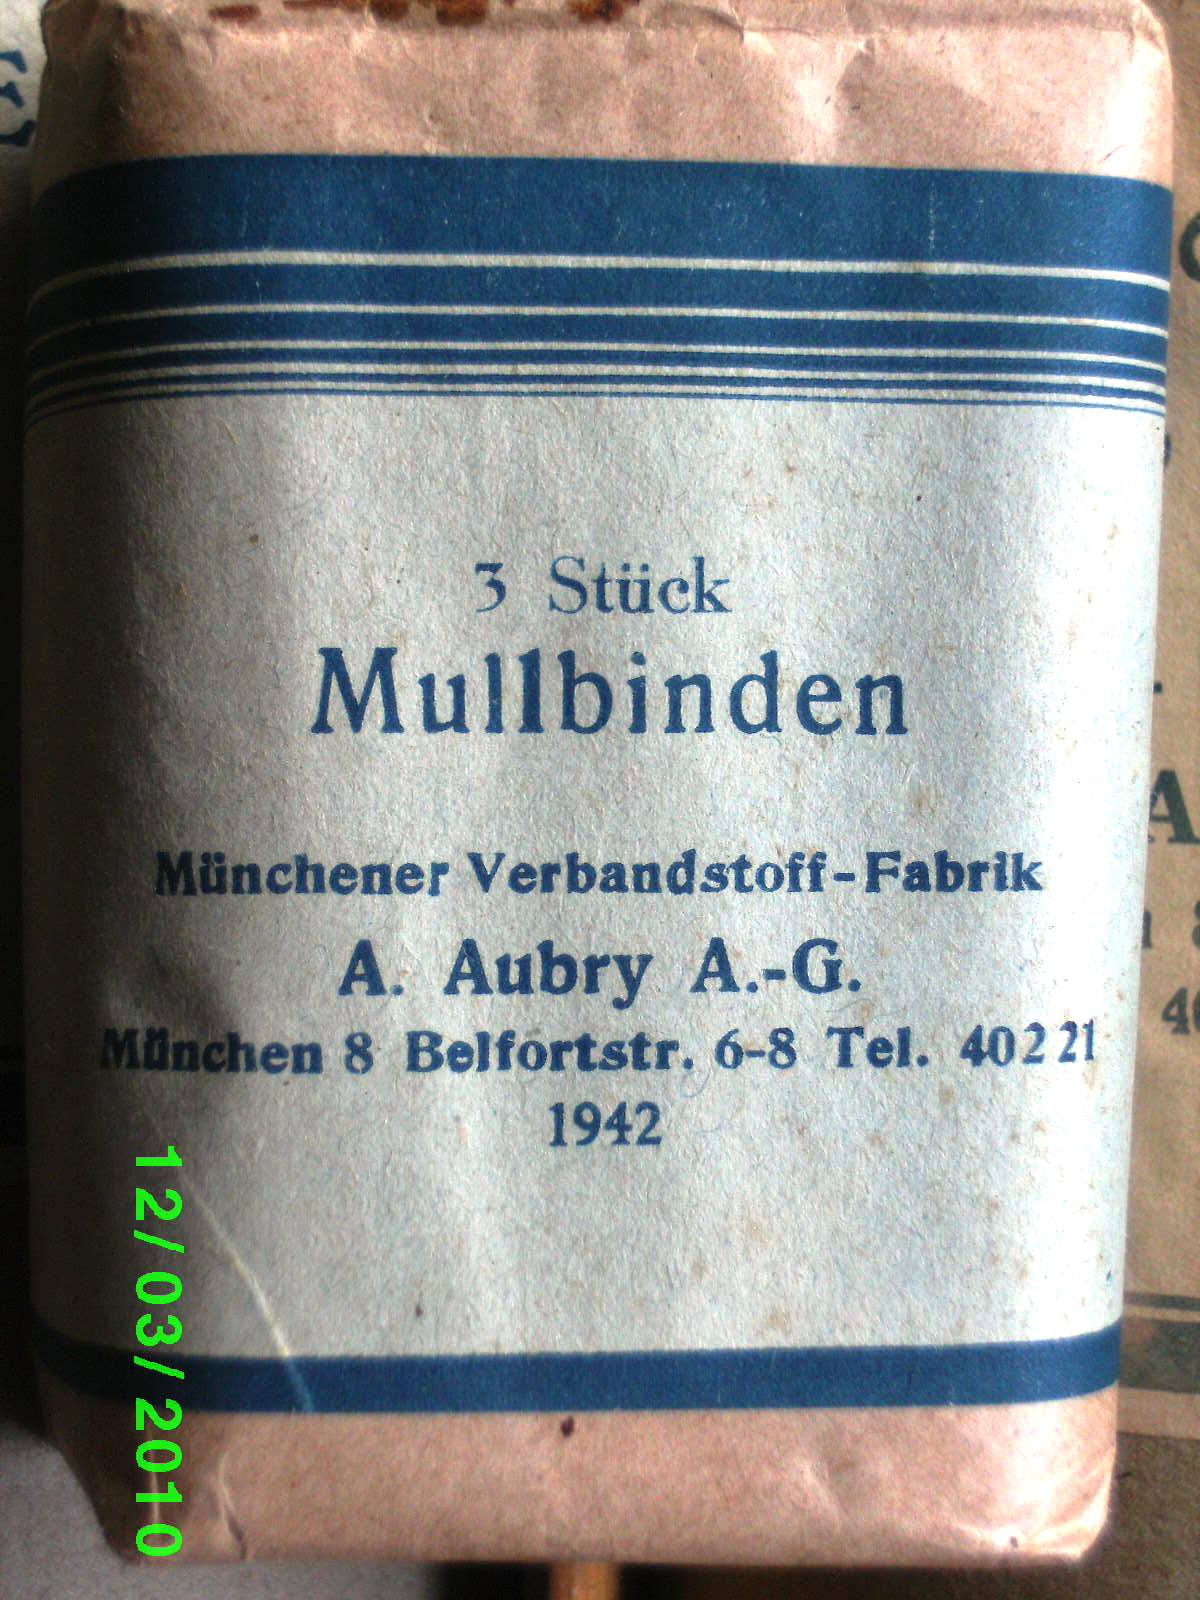 3 Stück
Mullbinden
Münchener Verbandstoff-Fabrik
A. Aubry A.-G.
München 8 Belfortstr. 6-8 Tel. 40221
1942
12/03/2010